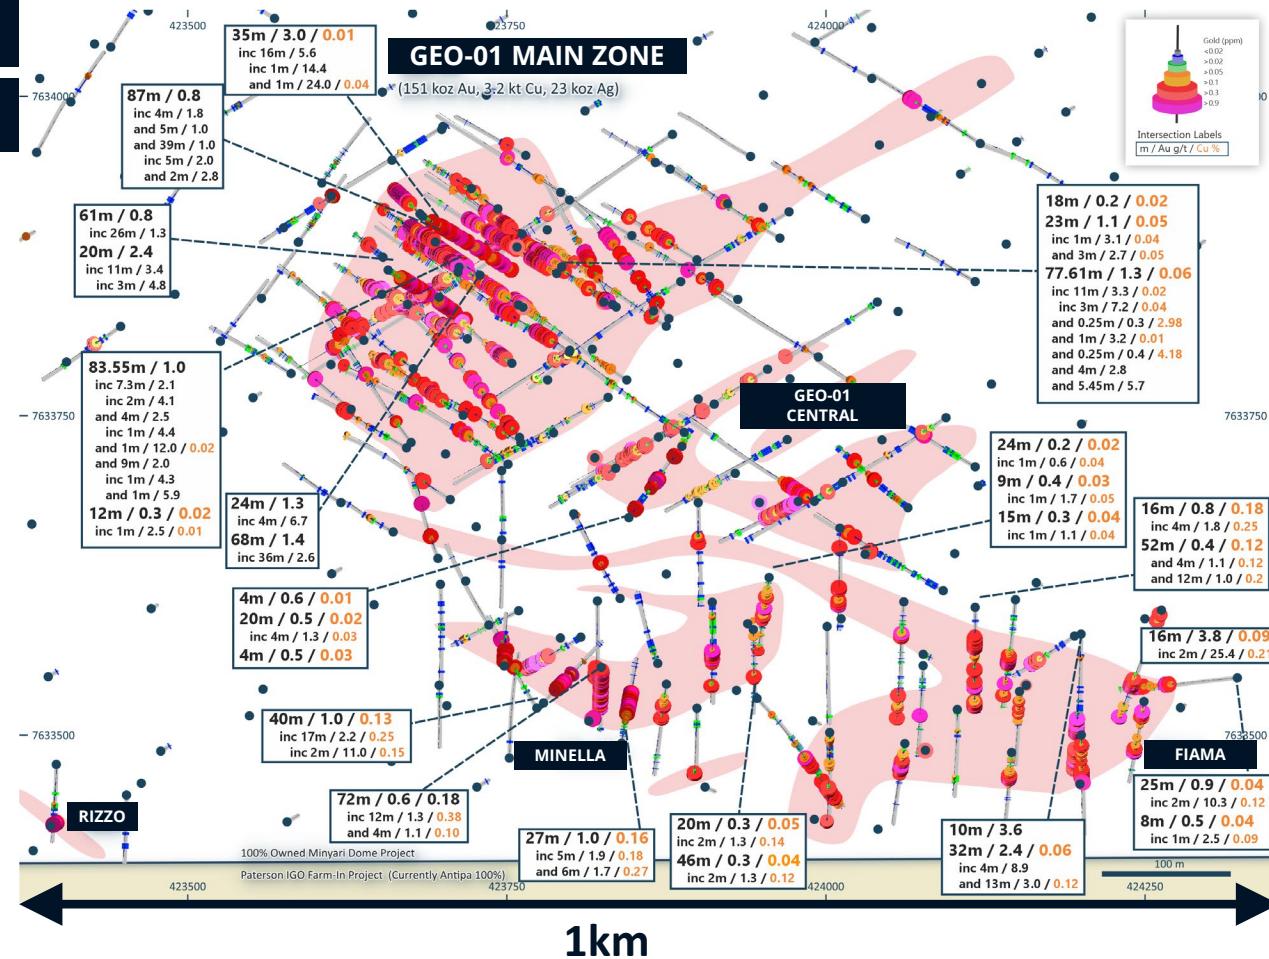 423500
423750
424000
7634000
GEO-01 MAIN ZONE
(151 koz Au, 3.2 kt Cu, 23 koz Ag)
35m / 3.0 / 0.01
inc 16m / 5.6
inc 1m / 14.4
and 1m / 24.0 / 0.04
87m / 0.8
inc 4m / 1.8
and 5m / 1.0
and 39m / 1.0
inc 5m / 2.0
and 2m / 2.8
61m / 0.8
inc 26m / 1.3
20m / 2.4
inc 11m / 3.4
inc 3m / 4.8
83.55m / 1.0
inc 7.3m / 2.1
inc 2m / 4.1
and 4m / 2.5
inc 1m / 4.4
and 1m / 12.0 / 0.02
and 9m / 2.0
inc 1m / 4.3
and 1m / 5.9
12m / 0.3 / 0.02
inc 1m / 2.5 / 0.01
24m / 1.3
inc 4m / 6.7
68m / 1.4
inc 36m / 2.6
4m / 0.6 / 0.01
20m / 0.5 / 0.02
inc 4m / 1.3 / 0.03
4m / 0.5 / 0.03
40m / 1.0 / 0.13
inc 17m / 2.2 / 0.25
inc 2m / 11.0 / 0.15
72m / 0.6 / 0.18
inc 12m / 1.3 / 0.38
and 4m / 1.1 / 0.10
27m / 1.0 / 0.16
inc 5m / 1.9 / 0.18
and 6m / 1.7 / 0.27
20m / 0.3 / 0.05
inc 2m / 1.3 / 0.14
46m / 0.3 / 0.04
inc 2m / 1.3 / 0.12
10m / 3.6
32m / 2.4 / 0.06
inc 4m / 8.9
and 13m / 3.0 / 0.12
25m / 0.9 / 0.04
inc 2m / 10.3 / 0.12
8m / 0.5 / 0.04
inc 1m / 2.5 / 0.09
16m / 3.8 / 0.09
inc 2m / 25.4 / 0.21
16m / 0.8 / 0.18
inc 4m / 1.8 / 0.25
52m / 0.4 / 0.12
and 4m / 1.1 / 0.12
and 12m / 1.0 / 0.2
24m / 0.2 / 0.02
inc 1m / 0.6 / 0.04
9m / 0.4 / 0.03
inc 1m / 1.7 / 0.05
15m / 0.3 / 0.04
inc 1m / 1.1 / 0.04
18m / 0.2 / 0.02
23m / 1.1 / 0.05
inc 1m / 3.1 / 0.04
and 3m / 2.7 / 0.05
77.61m / 1.3 / 0.06
inc 11m / 3.3 / 0.02
inc 3m / 7.2 / 0.04
and 0.25m / 0.3 / 2.98
and 1m / 3.2 / 0.01
and 0.25m / 0.4 / 4.18
and 4m / 2.8
and 5.45m / 5.7
Gold (ppm)
<0.02
>0.02
>0.05
>0.1
>0.3
>0.9
Intersection Labels
m / Au g/t / Cu %
GEO-01
CENTRAL
7633750
7633750
7633500
7633500
MINELLA
FIAMA
RIZZO
100% Owned Minyari Dome Project
Paterson IGO Farm-In Project (Currently Antipa 100%)
100 m
423500
423750
424000
424250
1km